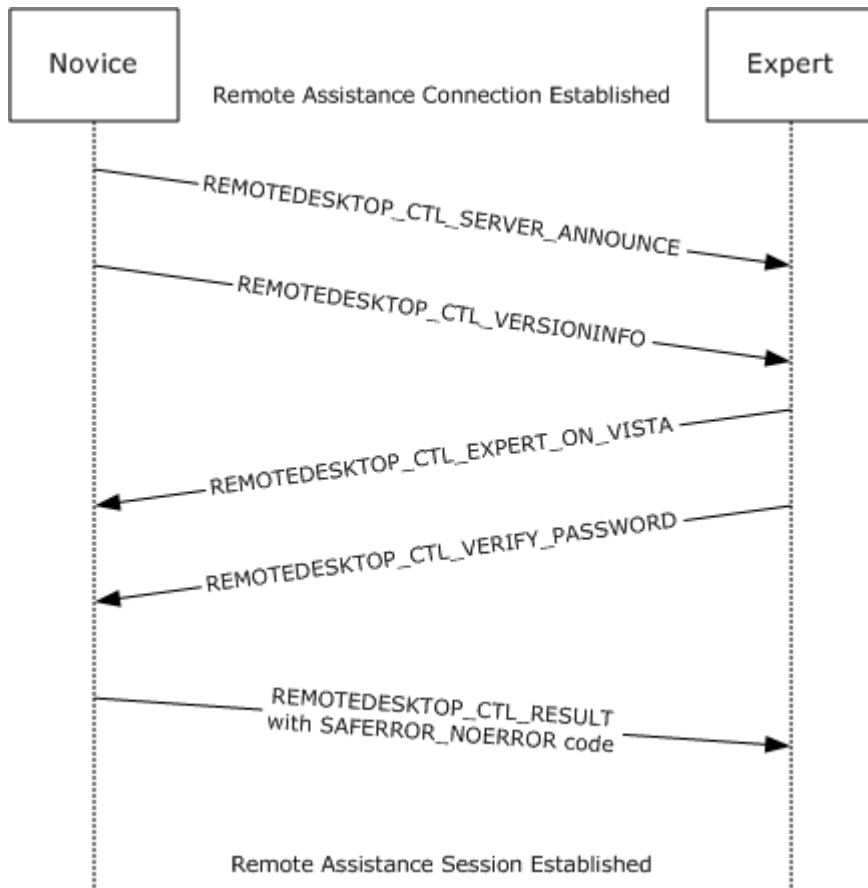 Novice
Expert
Remote Assistance Connection Established
REMOTEDESKTOP_CTL_SERVER_ANNOUNCE
REMOTEDESKTOP_CTL_VERSIONINFO
REMOTEDESKTOP_CTL_EXPERT_ON_VISTA
REMOTEDESKTOP_CTL_VERIFY_PASSWORD
REMOTEDESKTOP_CTL_RESULT
with SAFERROR_NOERROR code
Remote Assistance Session Established